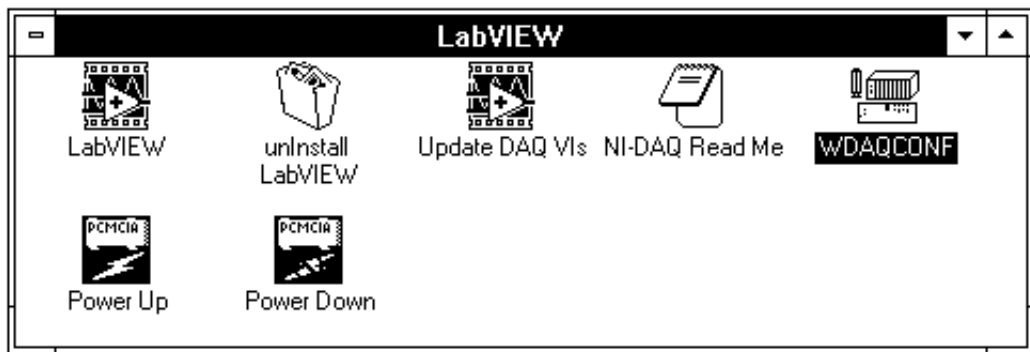 LabVIEW
LabVIEW
unInstall
LabVIEW
Update DAQ VIs
NI-DAQ Read Me
WDAQCONF
PCMCIA
Power Up
PCMCIA
Power Down